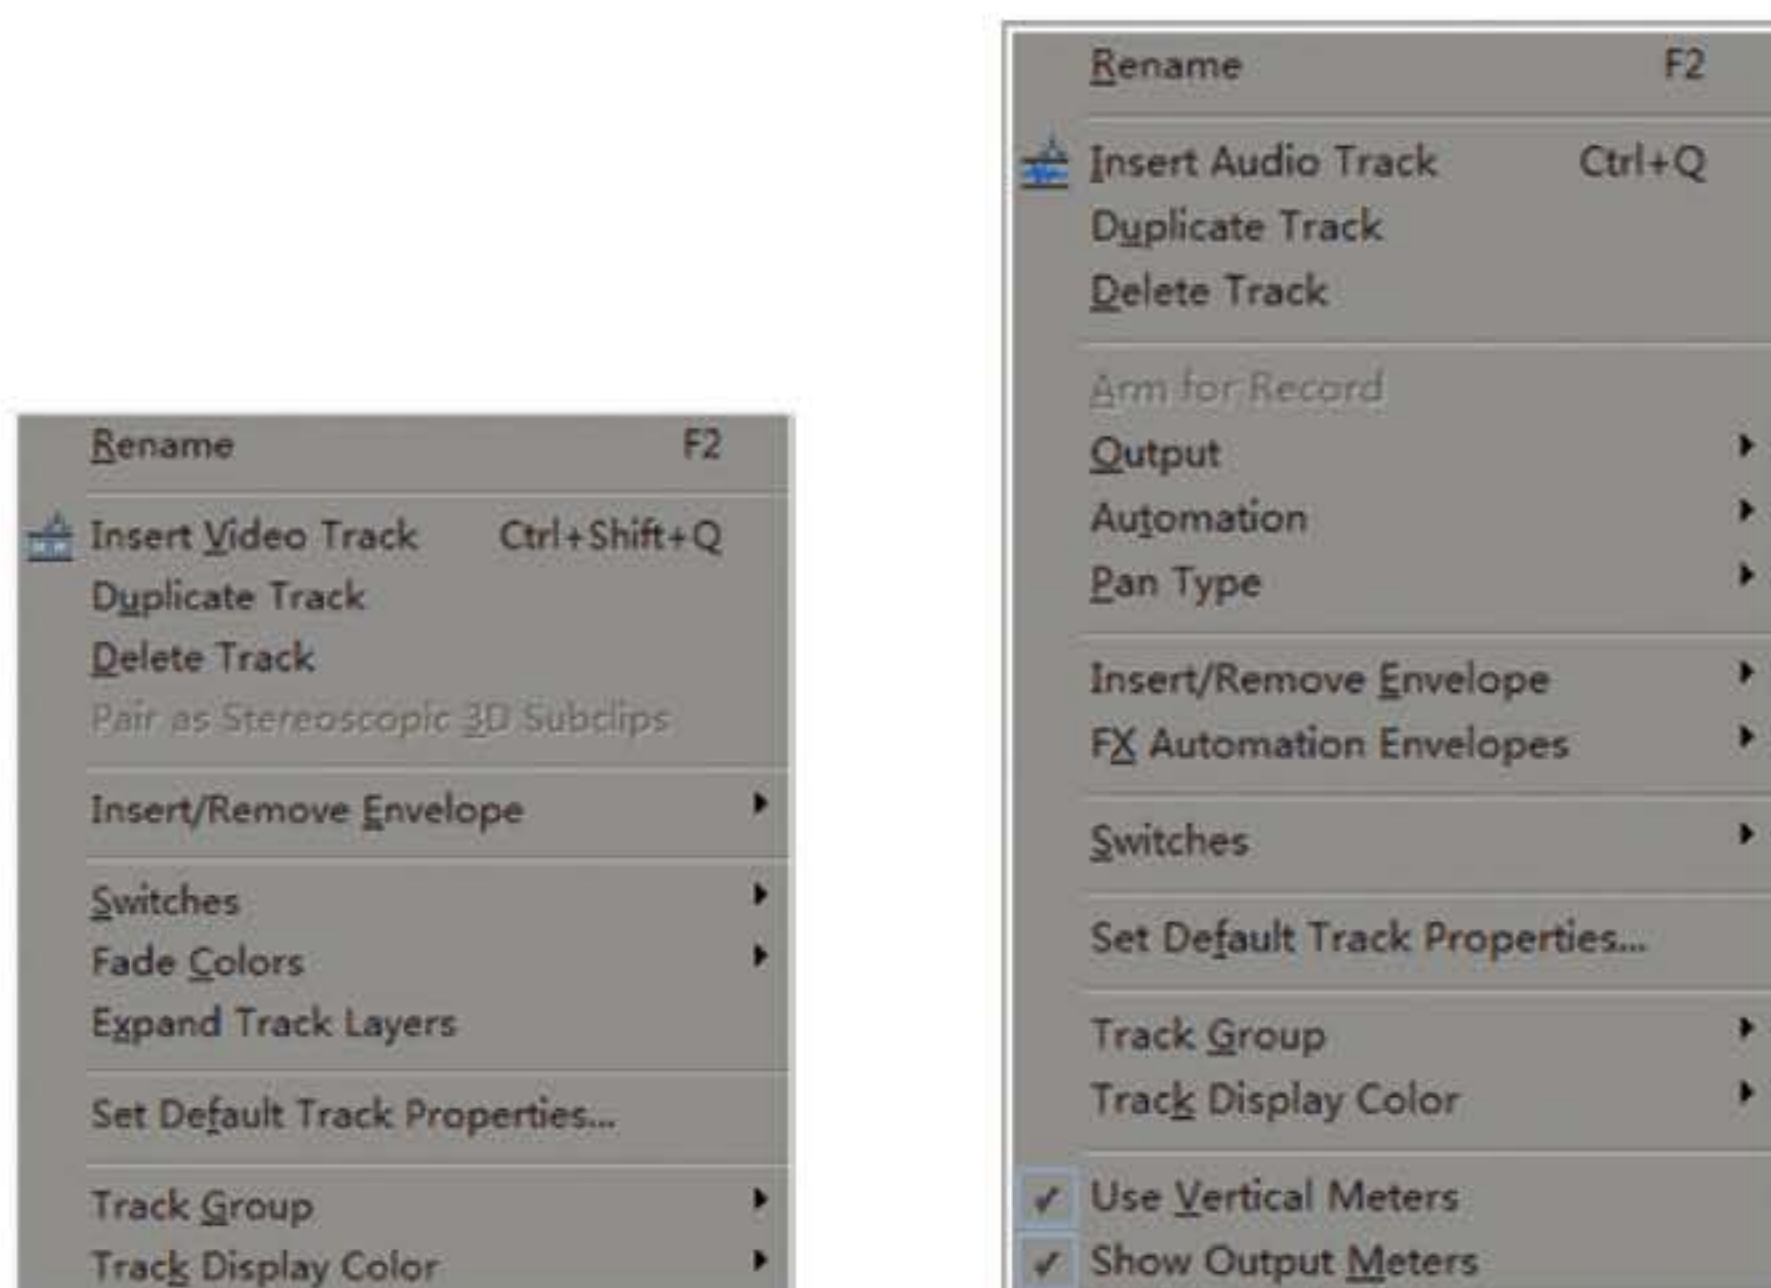 Rename F2
Insert Video Track Ctrl+Shift+Q
Duplicate Track
Delete Track
Pair as Stereoscopic 3D Subclips
Insert/Remove Envelope
Switches
Fade Colors
Expand Track Layers
Set Default Track Properties...
Track Group
Track Display Color
Rename F2
Insert Audio Track Ctrl+Q
Duplicate Track
Delete Track
Arm for Record
Output
Automation
Pan Type
Insert/Remove Envelope
FX Automation Envelopes
Switches
Set Default Track Properties...
Track Group
Track Display Color
Use Vertical Meters
Show Output Meters